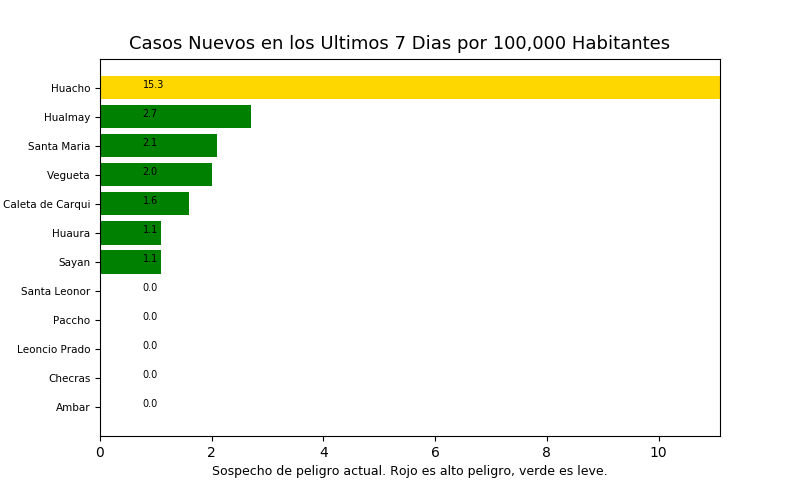 Casos Nuevos en los Ultimos 7 Dias por 100,000 Habitantes
Huacho 15.3
Hualmay 2.7
Santa Maria 2.1
Vegueta 2.0
Caleta de Carqui 1.6
Huaura 1.1
Sayan 1.1
Santa Leonor 0.0
Paccho 0.0
Leoncio Prado 0.0
Checras 0.0
Ambar 0.0
0 2 4 6 8 10
Sospecho de peligro actual. Rojo es alto peligro, verde es leve.